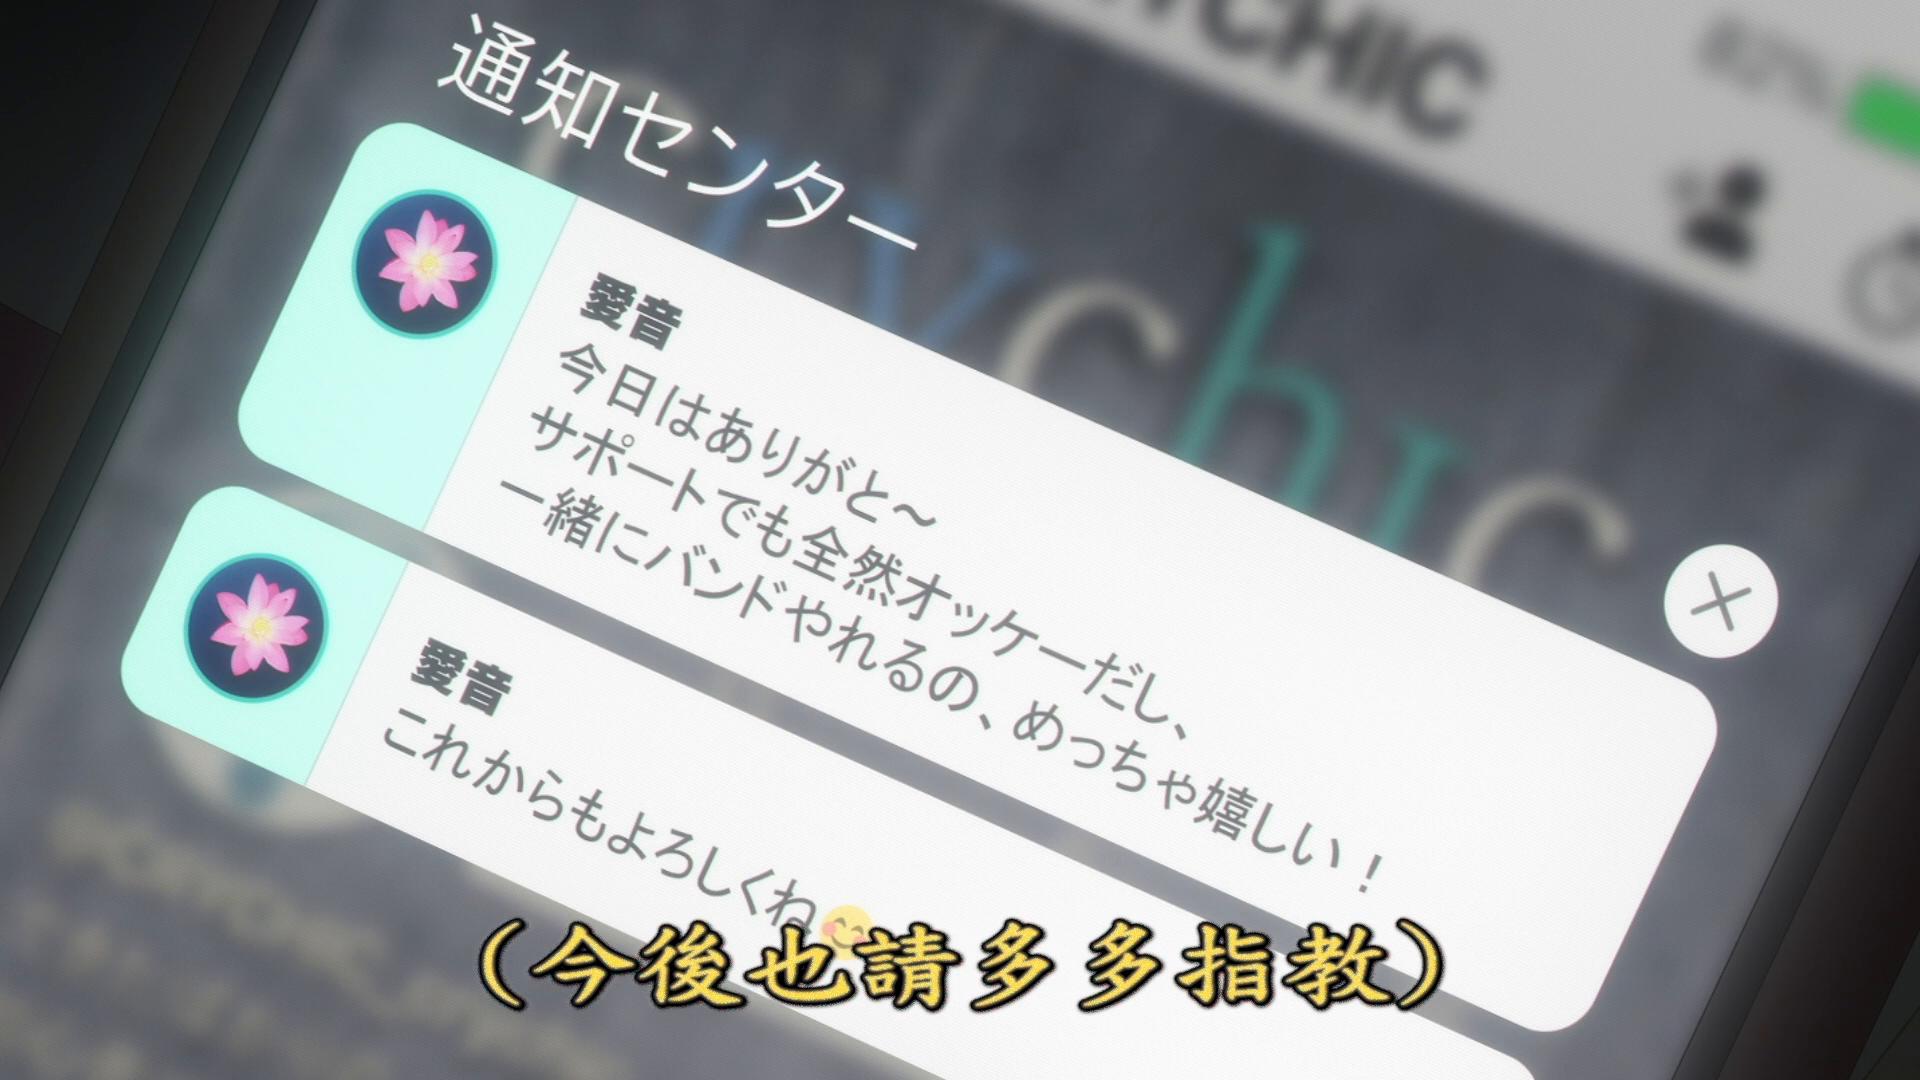 YCHIC
82%
通知センター
ychic
愛音
今日はありがと～
サポートでも全然オッケーだし、
一緒にバンドやれるの、めっちゃ嬉しい！
愛音
これからもよろしくね😊
（今後也請多多指教）